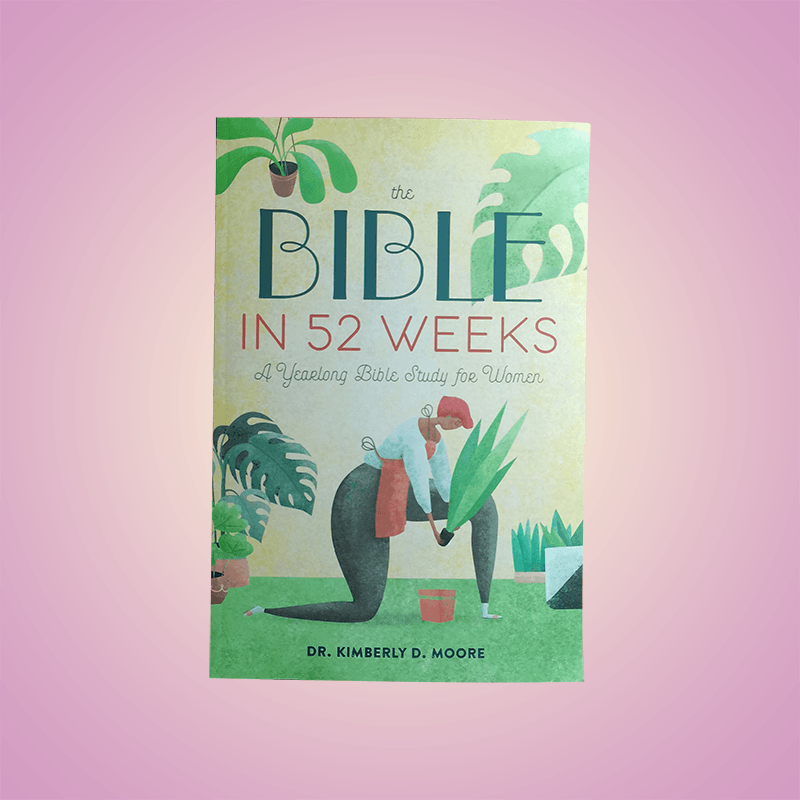 the
BIBLE
IN 52 WEEKS
A Yearlong Bible Study for Women
DR. KIMBERLY D. MOORE